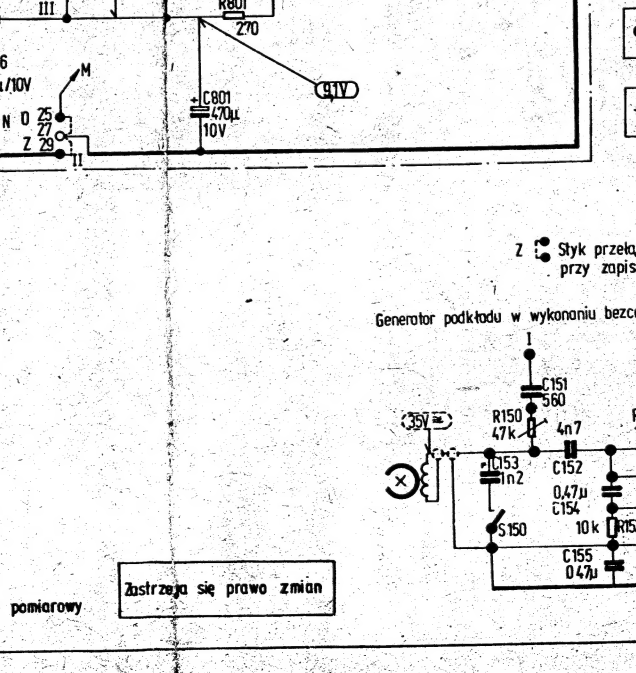 III
R801
270
M
9,1V
6
/10V
C801
470µ
10V
N O 25
27
Z 29
II
Z Styk przełą
przy zapis
Generator podkładu w wykonaniu bezc
I
C151
560
35V
R150
47k
4n7
C153
1n2
C152
0,47µ
C154
S150
10k R15
C155
0,47µ
Zastrzega się prawo zmian
pomiarowy